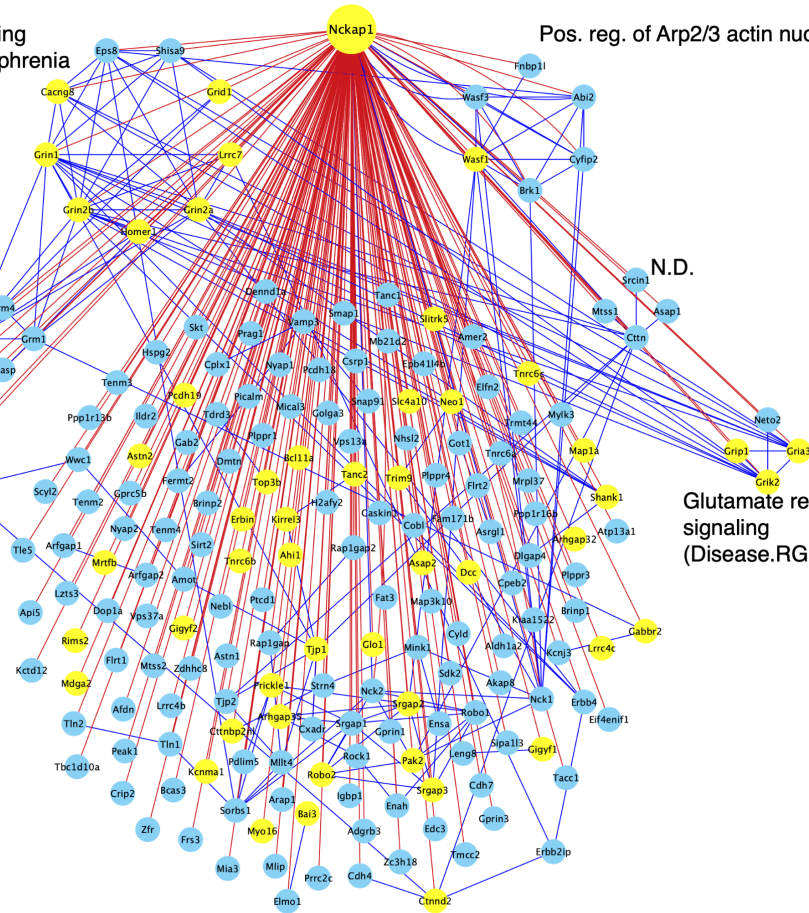 Nckap1
ing
phrenia
Pos. reg. of Arp2/3 actin nuc
Eps8
Shisa9
Fnbp1l
Cacng8
Grid1
Wasf3
Abi2
Grin1
Lrrc7
Wasf1
Cyfip2
Brk1
Grin2b
Grin2a
Homer1
N.D.
Srcin1
Dennd1a
Tanc1
rm4
Smap1
Mtss1
Asap1
Skt
Prag1
Vamp3
Slitrk5
Grm1
Mb21d2
Amer2
Cttn
Hspg2
Cplx1
Nyap1
Pcdh18
Csrp1
Epb41l4b
asp
Tenm3
Tnrc6c
Pcdh19
Picalm
Mical3
Snap91
Slc4a10
Neo1
Elfn2
Ppp1r13b
Ildr2
Tdrd3
Golga3
Trmt44
Mylk3
Neto2
Gab2
Plppr1
Vps13a
Nhsl2
Got1
Tnrc6a
Map1a
Grip1
Gria3
Wwc1
Astn2
Dmtn
Bcl11a
Tanc2
Trim9
Plppr4
Flrt2
Mrpl37
Grik2
Scyl2
Tenm2
Gprc5b
Fermt2
Brinp2
Top3b
H2afy2
Caskin1
Shank1
Glutamate re
signaling
(Disease.RG
Nyap2
Tenm4
Erbin
Kirrel3
Cobl
Fam171b
Asrgl1
Ppp1r16b
Atp13a1
Tle5
Arfgap1
Sirt2
Rap1gap2
Arhgap32
Mrtfb
Arfgap2
Amot
Tnrc6b
Ahi1
Asap2
Dcc
Dlgap4
Plppr3
Lzts3
Cpeb2
Api5
Dop1a
Vps37a
Nebl
Ptcd1
Fat3
Map3k10
Brinp1
Rims2
Gigyf2
Rap1gap
Tjp1
Glo1
Mink1
Cyld
Aldh1a2
Kiaa1522
Gabbr2
Kctd12
Flrt1
Mtss2
Zdhhc8
Astn1
Kcnj3
Lrrc4c
Mdga2
Prickle1
Strn4
Nck2
Sdk2
Akap8
Afdn
Lrrc4b
Tjp2
Srgap2
Nck1
Erbb4
Tln2
Arhgap35
Cxadr
Srgap1
Gprin1
Ensa
Robo1
Eif4enif1
Cttnbp2nl
Peak1
Tln1
Tbc1d10a
Kcnma1
Pdlim5
Mllt4
Rock1
Pak2
Leng8
Sipa1l3
Gigyf1
Robo2
Crip2
Bcas3
Sorbs1
Arap1
Igbp1
Srgap3
Cdh7
Tacc1
Bai3
Enah
Zfr
Frs3
Myo16
Adgrb3
Edc3
Gprin3
Mia3
Mlip
Prrc2c
Cdh4
Zc3h18
Tmcc2
Erbb2ip
Elmo1
Ctnnd2